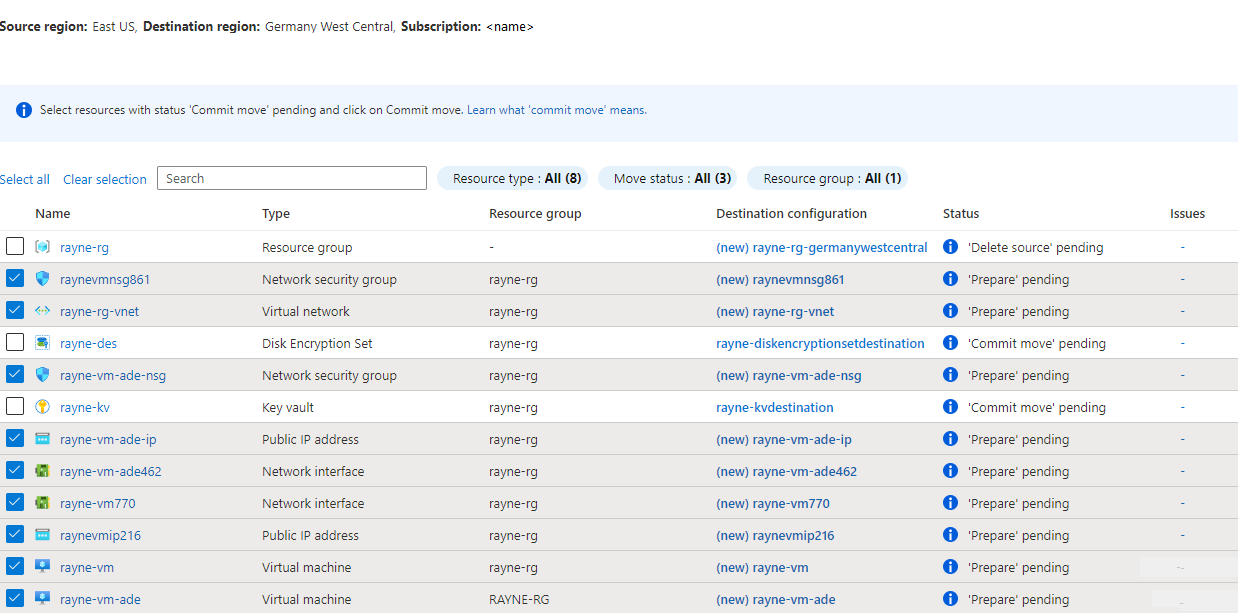 Source region: East US, Destination region: Germany West Central, Subscription: <name>
Select resources with status 'Commit move' pending and click on Commit move. Learn what 'commit move' means.
Select all Clear selection Search Resource type : All (8) Move status : All (3) Resource group : All (1)
Name Type Resource group Destination configuration Status Issues
rayne-rg Resource group - (new) rayne-rg-germanywestcentral 'Delete source' pending -
raynevmnsg861 Network security group rayne-rg (new) raynevmnsg861 'Prepare' pending -
rayne-rg-vnet Virtual network rayne-rg (new) rayne-rg-vnet 'Prepare' pending -
rayne-des Disk Encryption Set rayne-rg rayne-diskencryptionsetdestination 'Commit move' pending -
rayne-vm-ade-nsg Network security group rayne-rg (new) rayne-vm-ade-nsg 'Prepare' pending -
rayne-kv Key vault rayne-rg rayne-kvdestination 'Commit move' pending -
rayne-vm-ade-ip Public IP address rayne-rg (new) rayne-vm-ade-ip 'Prepare' pending -
rayne-vm-ade462 Network interface rayne-rg (new) rayne-vm-ade462 'Prepare' pending -
rayne-vm770 Network interface rayne-rg (new) rayne-vm770 'Prepare' pending -
raynevmip216 Public IP address rayne-rg (new) raynevmip216 'Prepare' pending -
rayne-vm Virtual machine rayne-rg (new) rayne-vm 'Prepare' pending -
rayne-vm-ade Virtual machine RAYNE-RG (new) rayne-vm-ade 'Prepare' pending -